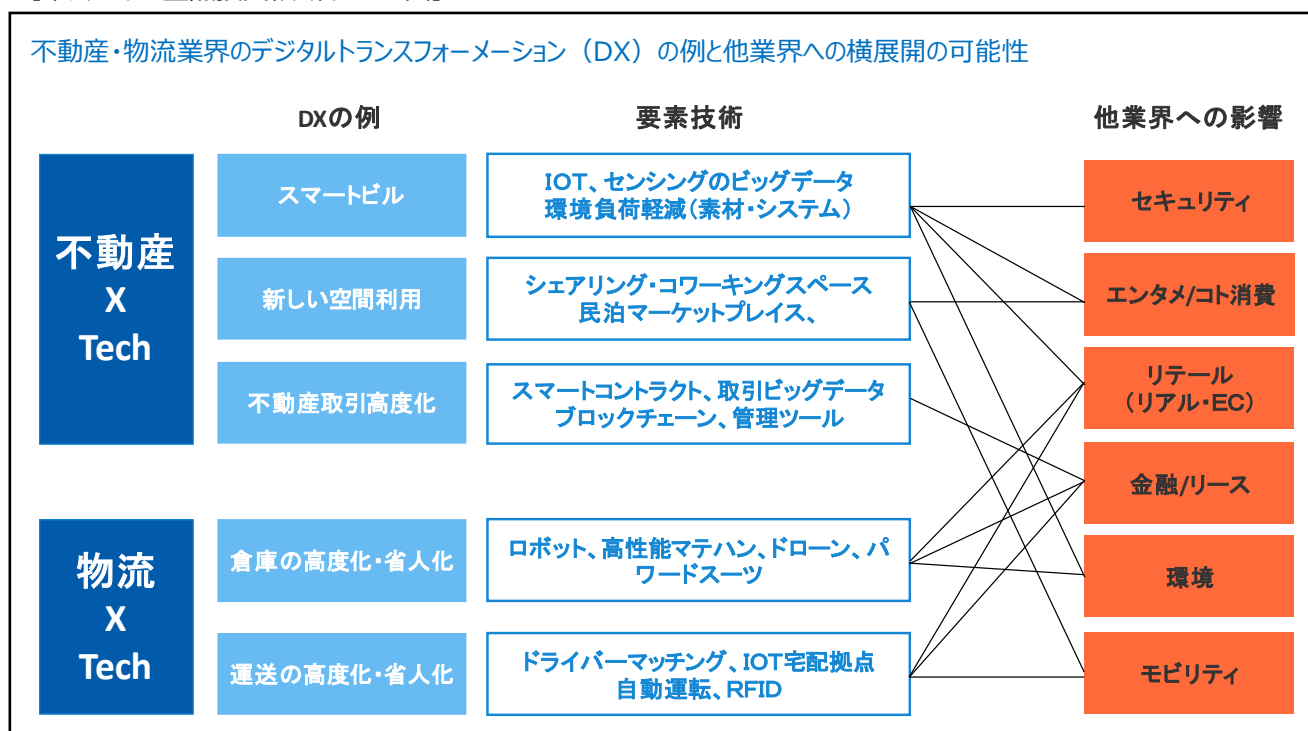 不動産・物流業界のデジタルトランスフォーメーション（DX）の例と他業界への横展開の可能性
DXの例
要素技術
他業界への影響
不動産
X
Tech
スマートビル
IOT、センシングのビッグデータ
環境負荷軽減（素材・システム）
新しい空間利用
シェアリング・コワーキングスペース
民泊マーケットプレイス、
不動産取引高度化
スマートコントラクト、取引ビッグデータ
ブロックチェーン、管理ツール
物流
X
Tech
倉庫の高度化・省人化
ロボット、高性能マテハン、ドローン、パ
ワードスーツ
運送の高度化・省人化
ドライバーマッチング、IOT宅配拠点
自動運転、RFID
セキュリティ
エンタメ/コト消費
リテール
（リアル・EC）
金融/リース
環境
モビリティ